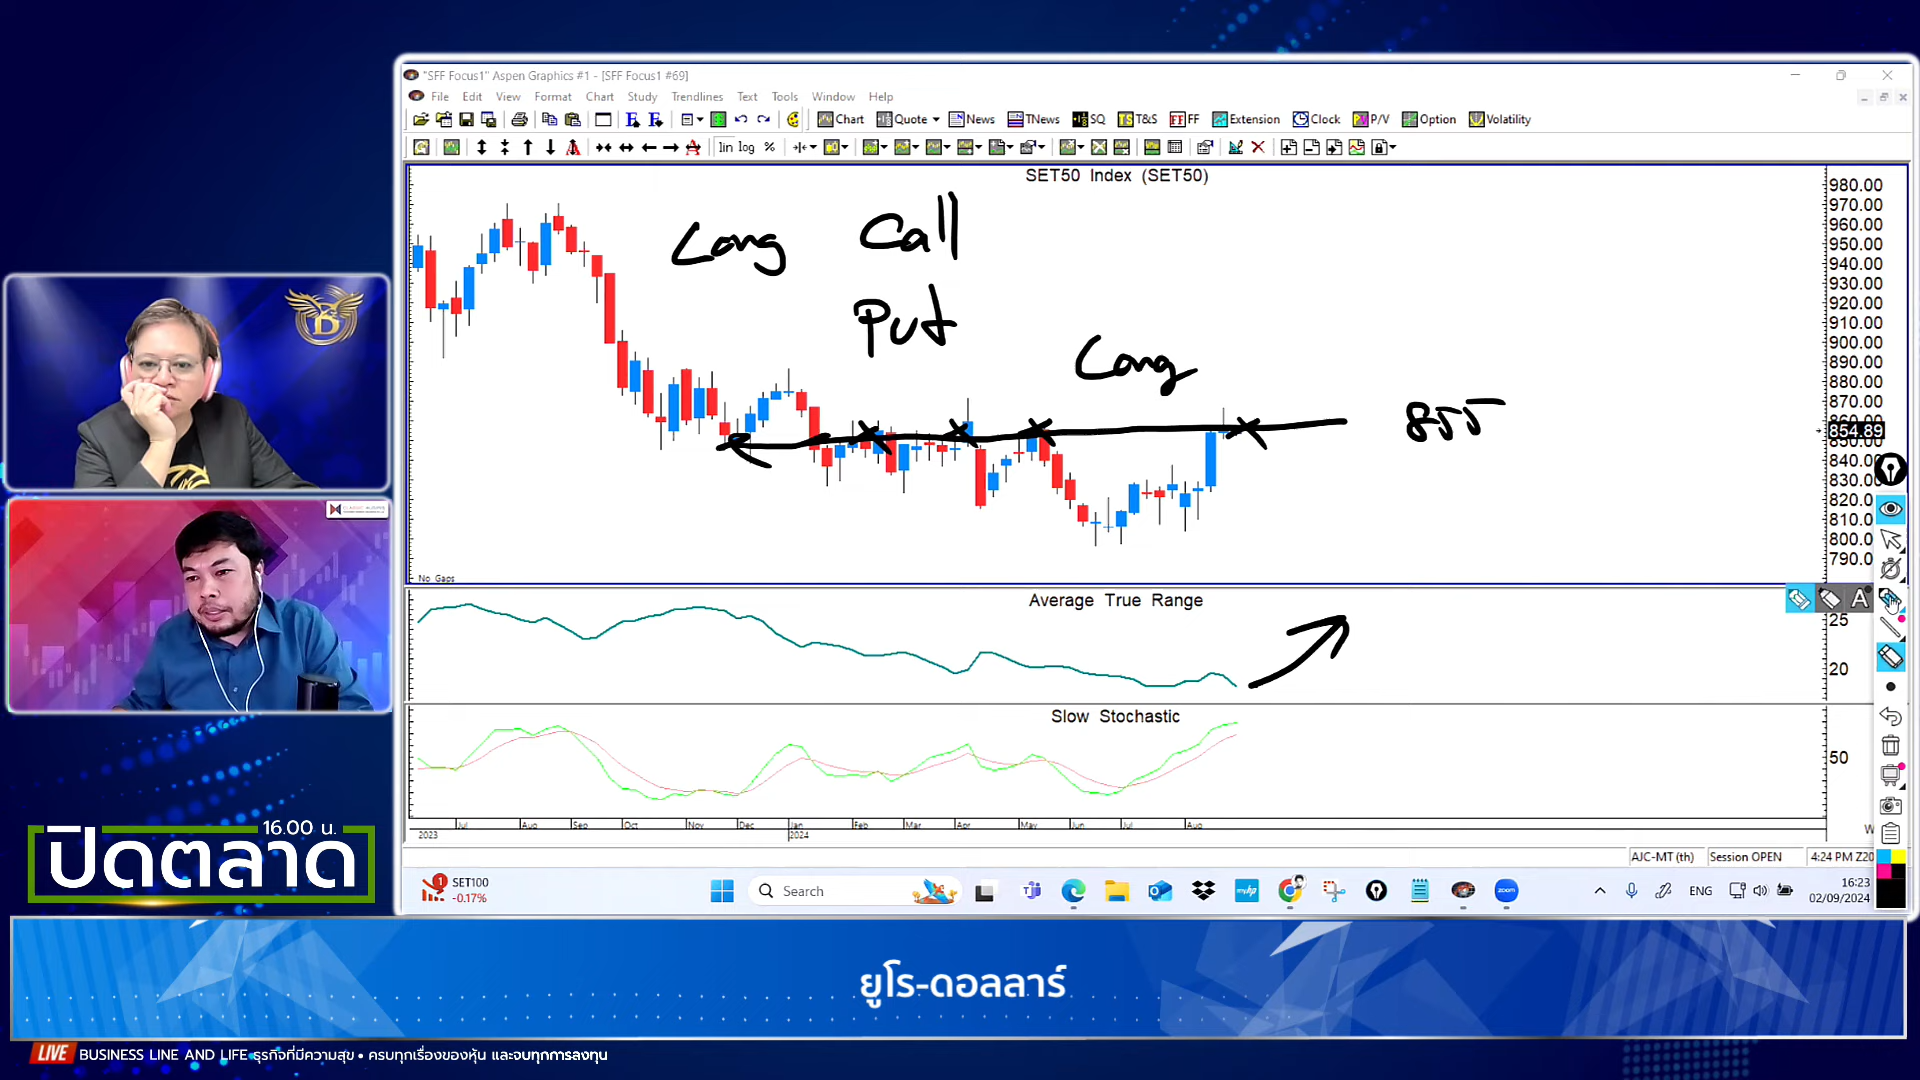 "SFF Focus1" Aspen Graphics #1 - [SFF Focus1 #69]
File Edit View Format Chart Study Trendlines Text Tools Window Help
Chart Quote News TNews SQ T&S FF Extension Clock P/V Option Volatility
lin log %
SET50 Index (SET50)
Long Call
Put
Long
855
980.00
970.00
960.00
950.00
940.00
930.00
920.00
910.00
900.00
890.00
880.00
870.00
854.89
840.00
830.0
820.0
810.0
800.0
790.0
No Gaps
Average True Range
25
20
Slow Stochastic
50
Jul Aug Sep Oct Nov Dec Jan Feb Mar Apr May Jun Jul Aug
2023 2024
AJC-MT (th) Session OPEN 4:24 PM Z20
SET100
-0.17%
Search
ENG
16:23
02/09/2024
16.00 น.
ปิดตลาด
ยูโร-ดอลลาร์
LIVE BUSINESS LINE AND LIFE ธุรกิจที่มีความสุข • ครบทุกเรื่องของหุ้น และจบทุกการลงทุน